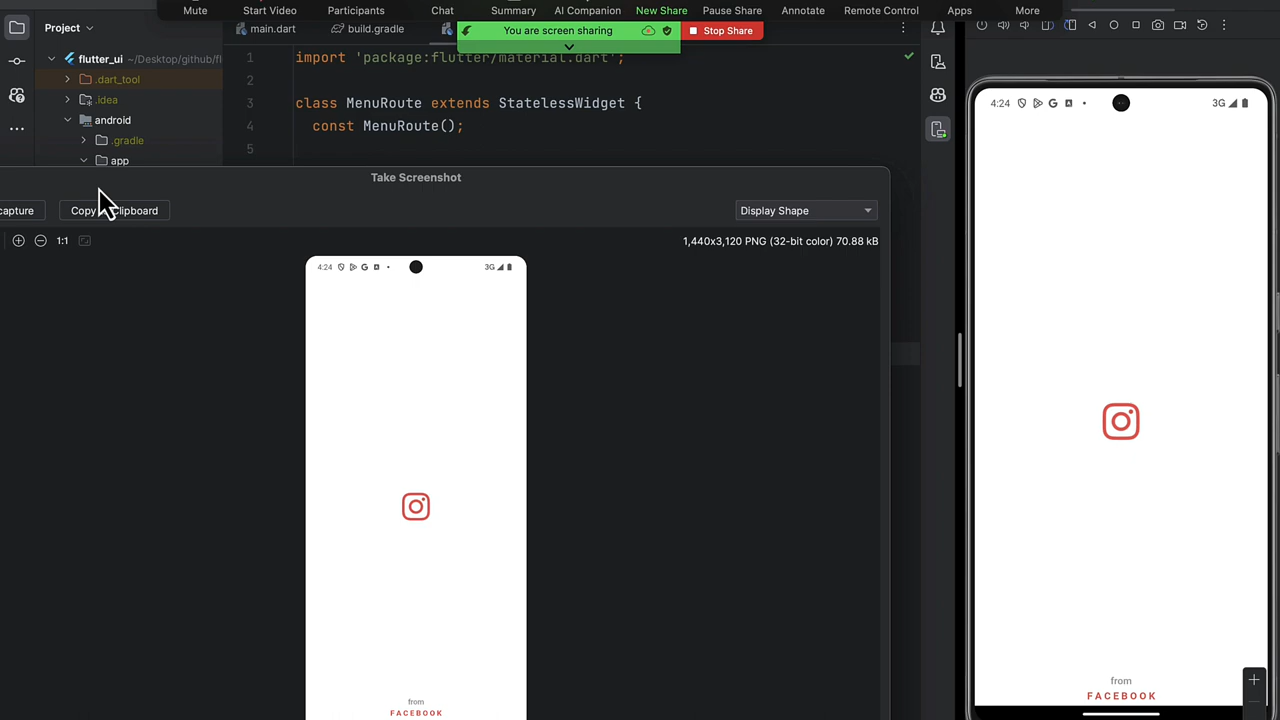 Mute Start Video Participants Chat Summary AI Companion New Share Pause Share Annotate Remote Control Apps More
You are screen sharing Stop Share
Project
main.dart build.gradle
flutter_ui ~/Desktop/github/fl
.dart_tool
.idea
android
.gradle
app
1 import 'package:flutter/material.dart';
2
3 class MenuRoute extends StatelessWidget {
4 const MenuRoute();
5
Take Screenshot
capture Copy lipboard Display Shape
1:1 1,440x3,120 PNG (32-bit color) 70.88 kB
4:24 G A 3G
from
FACEBOOK
4:24 G A 3G
from
FACEBOOK